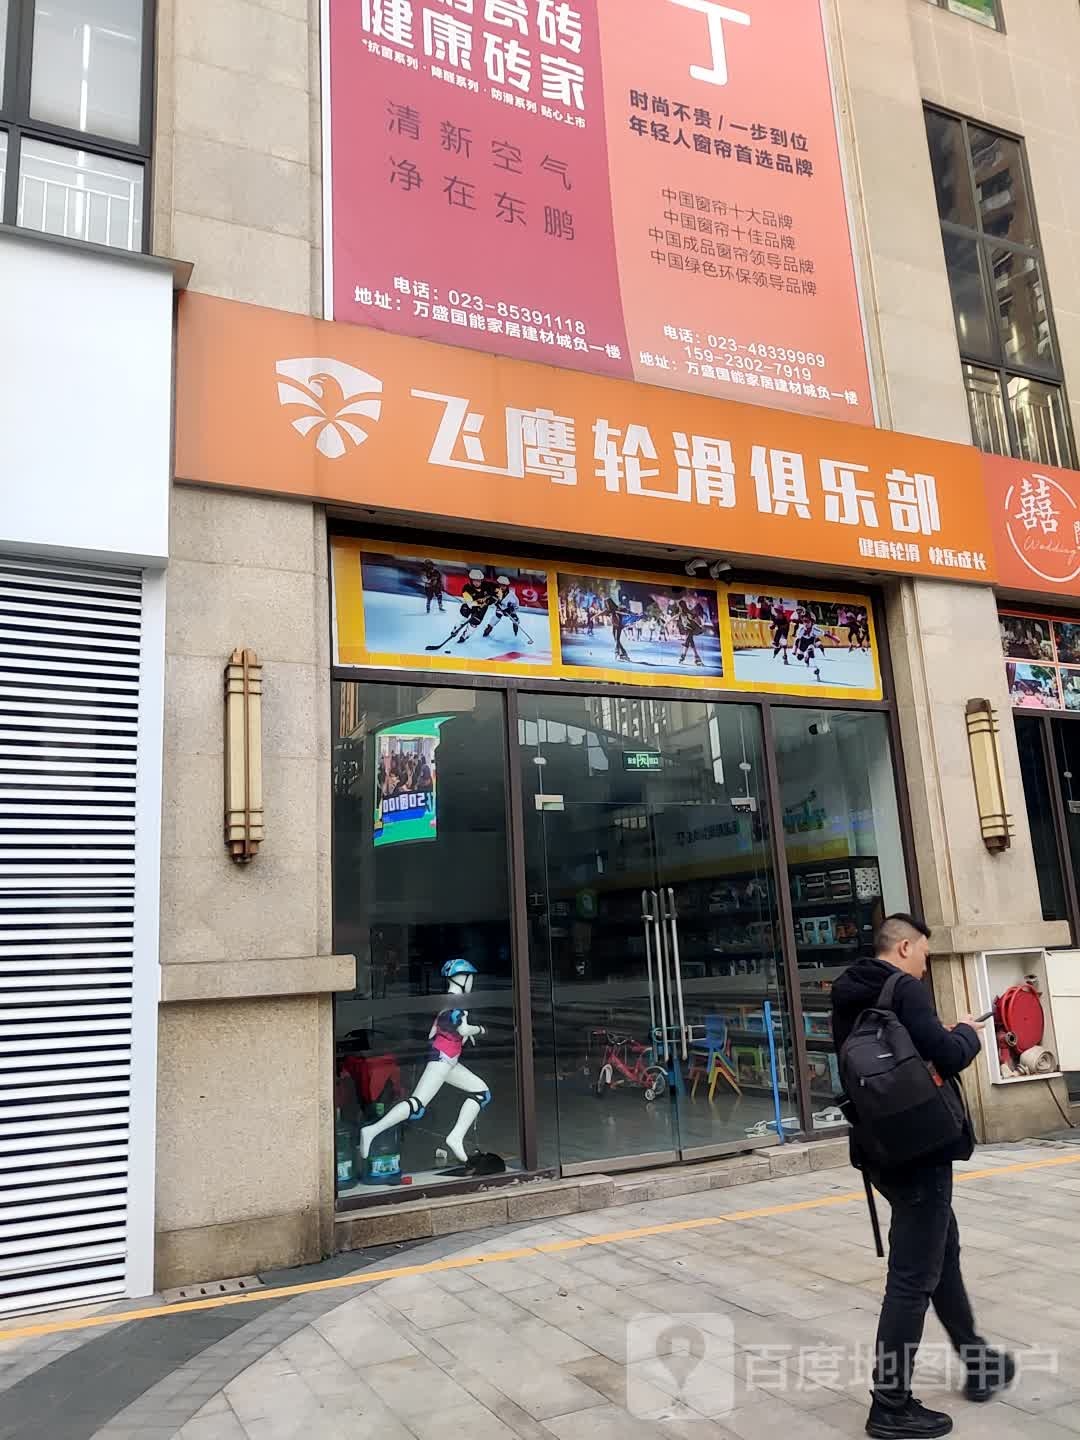 瓷砖
健康砖家
*抗菌系列·降醛系列·防滑系列 贴心上市
清新空气
净在东鹏
电话：023-85391118
地址：万盛国能家居建材城负一楼
丁
时尚不贵/一步到位
年轻人窗帘首选品牌
中国窗帘十大品牌
中国窗帘十佳品牌
中国成品窗帘领导品牌
中国绿色环保领导品牌
电话：023-48339969
159-2302-7919
地址：万盛国能家居建材城负一楼
飞鹰轮滑俱乐部
健康轮滑 快乐成长
囍
Wedding
百度地图用户